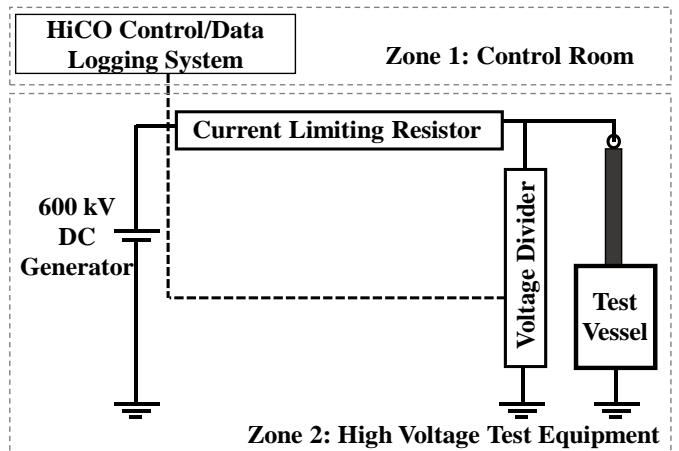 HiCO Control/Data
Logging System
Zone 1: Control Room
Current Limiting Resistor
600 kV
DC
Generator
Voltage Divider
Test
Vessel
Zone 2: High Voltage Test Equipment